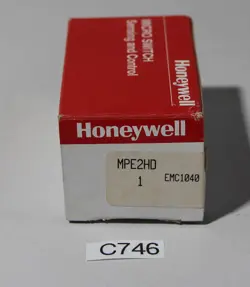 MICRO SWITCH
Sensing and Control
Honeywell
Honeywell
MPE2HD
1
EMC1040
C746